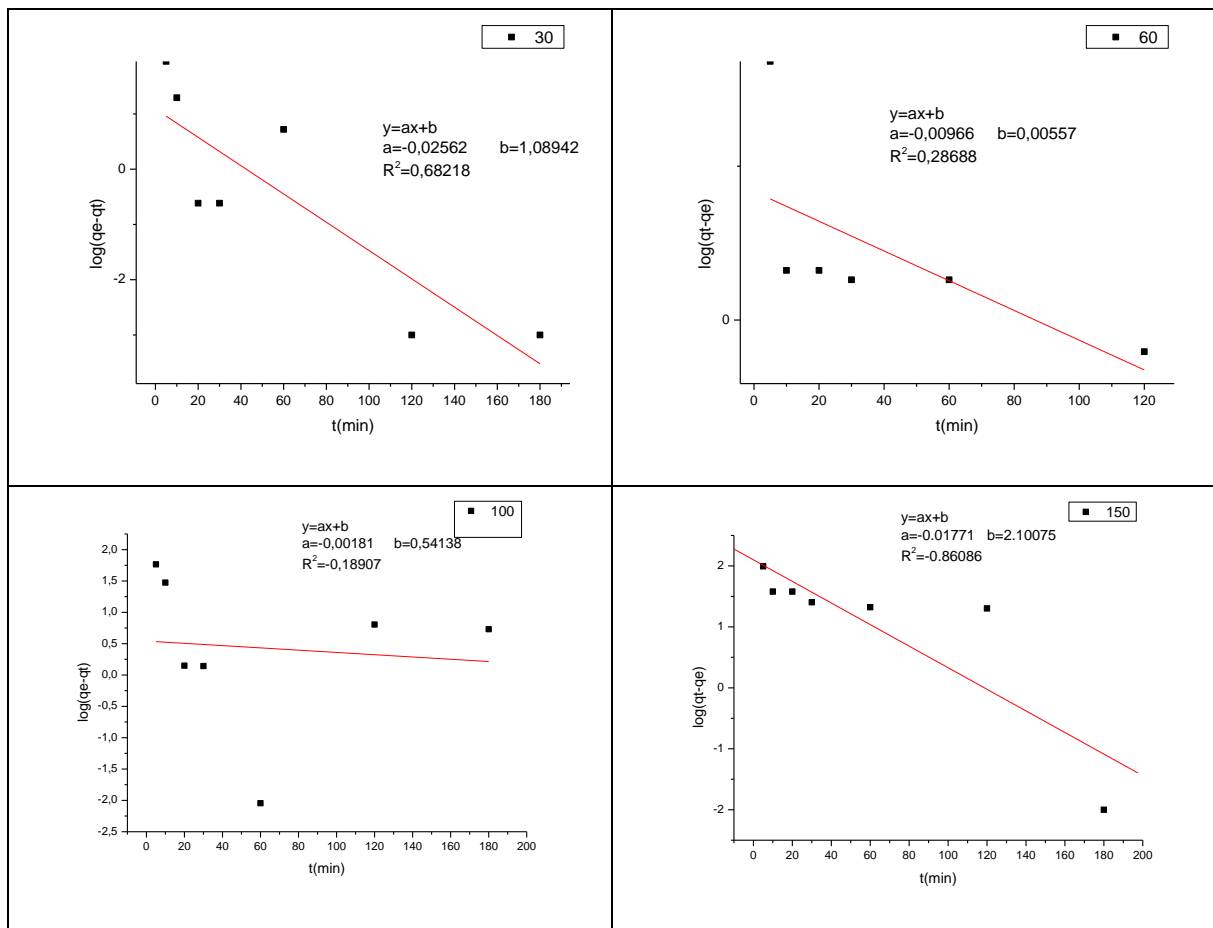 30
y=ax+b
a=-0,02562 b=1,08942
R²=0,68218
0
-2
log(qe-qt)
0 20 40 60 80 100 120 140 160 180
t(min)
60
y=ax+b
a=-0,00966 b=0,00557
R²=0,28688
0
log(qt-qe)
0 20 40 60 80 100 120
t(min)
100
y=ax+b
a=-0,00181 b=0,54138
R²=-0,18907
2,0
1,5
1,0
0,5
0,0
-0,5
-1,0
-1,5
-2,0
-2,5
log(qe-qt)
0 20 40 60 80 100 120 140 160 180 200
t(min)
150
y=ax+b
a=-0.01771 b=2.10075
R²=-0.86086
2
1
0
-1
-2
log(qt-qe)
0 20 40 60 80 100 120 140 160 180 200
t(min)